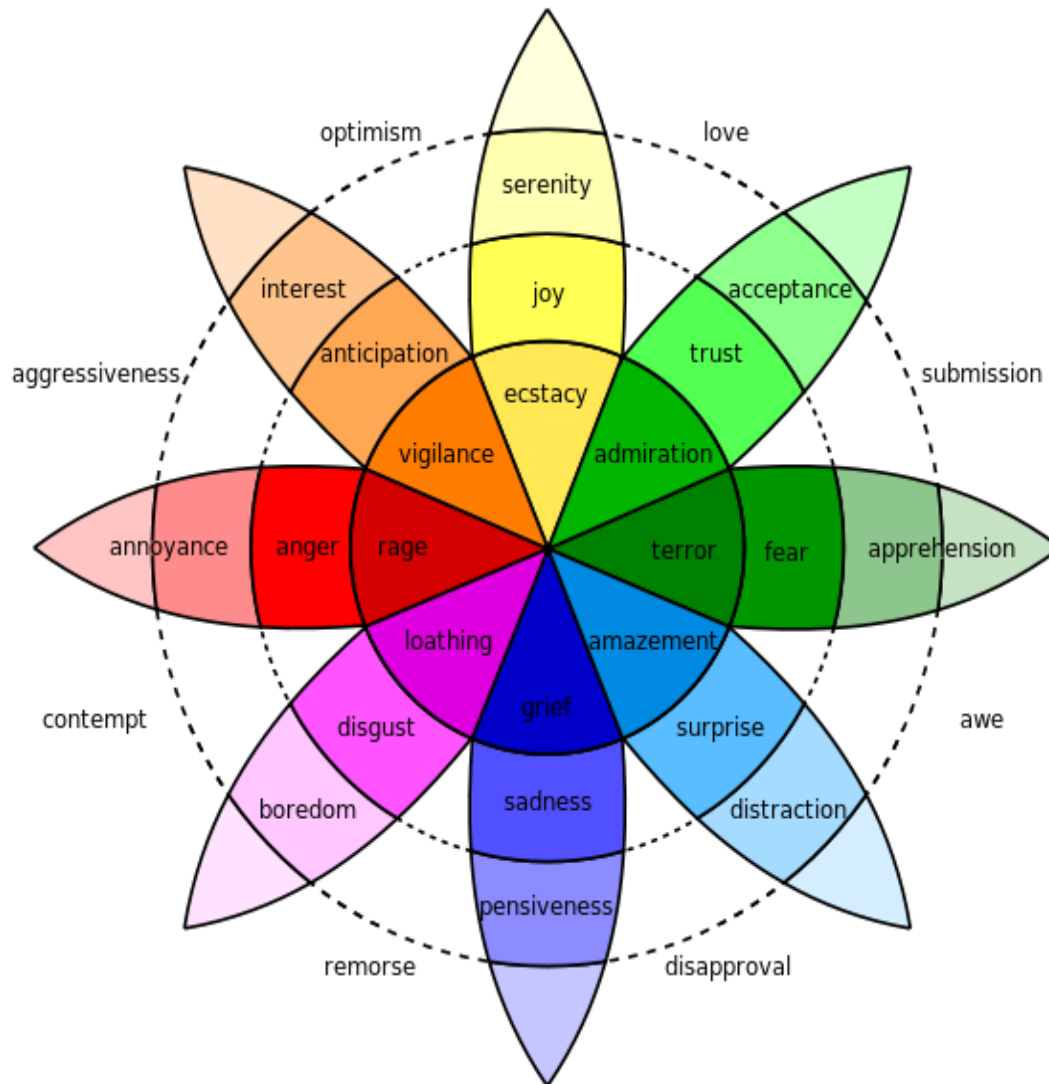 optimism
love
serenity
interest
acceptance
joy
anticipation
trust
aggressiveness
submission
ecstacy
vigilance
admiration
annoyance
anger
rage
terror
fear
apprehension
loathing
amazement
contempt
grief
awe
disgust
surprise
sadness
boredom
distraction
pensiveness
remorse
disapproval